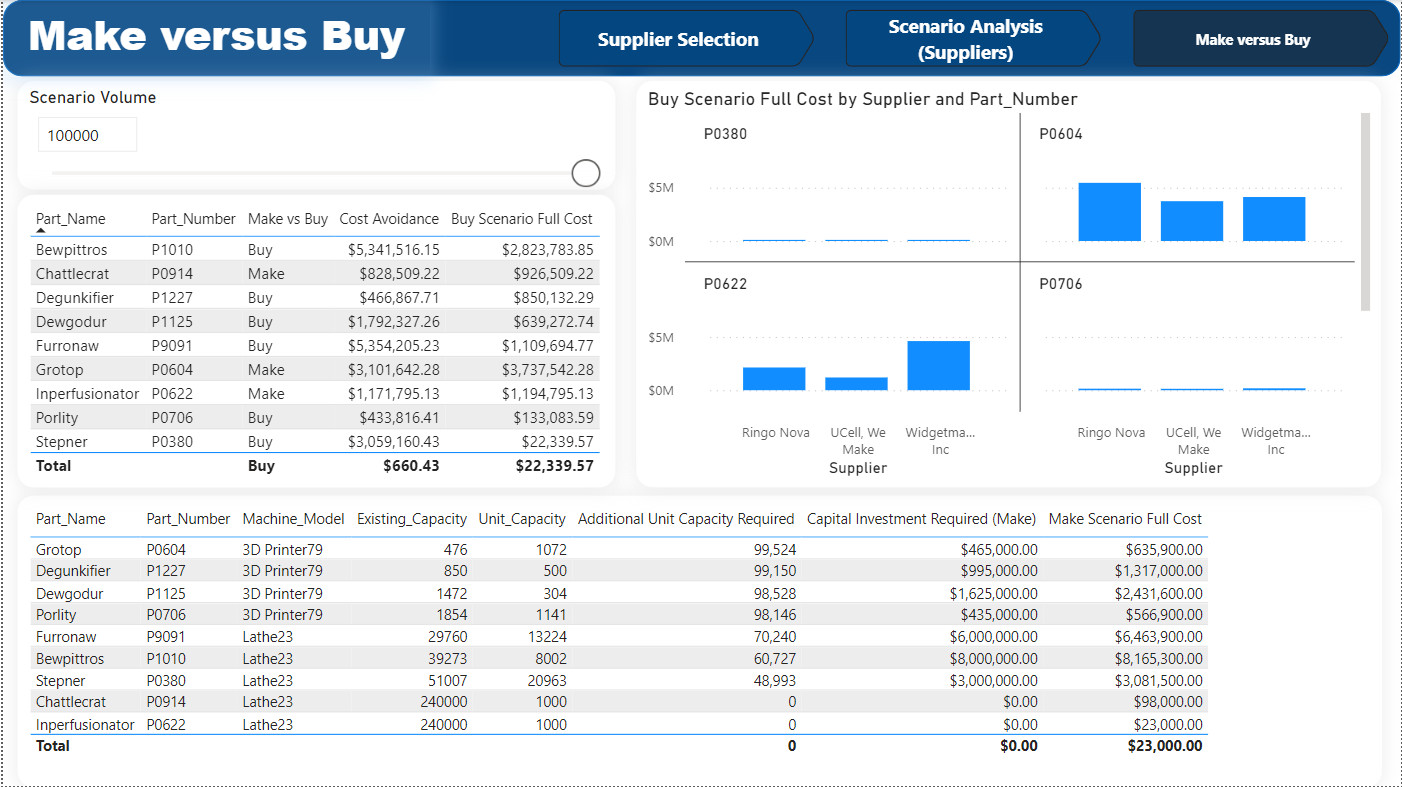 Make versus Buy
Supplier Selection
Scenario Analysis
(Suppliers)
Make versus Buy
Scenario Volume
100000
Part_Name Part_Number Make vs Buy Cost Avoidance Buy Scenario Full Cost
Bewpittros P1010 Buy $5,341,516.15 $2,823,783.85
Chattlecrat P0914 Make $828,509.22 $926,509.22
Degunkifier P1227 Buy $466,867.71 $850,132.29
Dewgodur P1125 Buy $1,792,327.26 $639,272.74
Furronaw P9091 Buy $5,354,205.23 $1,109,694.77
Grotop P0604 Make $3,101,642.28 $3,737,542.28
Inperfusionator P0622 Make $1,171,795.13 $1,194,795.13
Porlity P0706 Buy $433,816.41 $133,083.59
Stepner P0380 Buy $3,059,160.43 $22,339.57
Total Buy $660.43 $22,339.57
Buy Scenario Full Cost by Supplier and Part_Number
P0380 P0604
$5M
$0M
P0622 P0706
$5M
$0M
Ringo Nova UCell, We Widgetma... Ringo Nova UCell, We Widgetma...
Make Inc Make Inc
Supplier Supplier
Part_Name Part_Number Machine_Model Existing_Capacity Unit_Capacity Additional Unit Capacity Required Capital Investment Required (Make) Make Scenario Full Cost
Grotop P0604 3D Printer79 476 1072 99,524 $465,000.00 $635,900.00
Degunkifier P1227 3D Printer79 850 500 99,150 $995,000.00 $1,317,000.00
Dewgodur P1125 3D Printer79 1472 304 98,528 $1,625,000.00 $2,431,600.00
Porlity P0706 3D Printer79 1854 1141 98,146 $435,000.00 $566,900.00
Furronaw P9091 Lathe23 29760 13224 70,240 $6,000,000.00 $6,463,900.00
Bewpittros P1010 Lathe23 39273 8002 60,727 $8,000,000.00 $8,165,300.00
Stepner P0380 Lathe23 51007 20963 48,993 $3,000,000.00 $3,081,500.00
Chattlecrat P0914 Lathe23 240000 1000 0 $0.00 $98,000.00
Inperfusionator P0622 Lathe23 240000 1000 0 $0.00 $23,000.00
Total 0 $0.00 $23,000.00